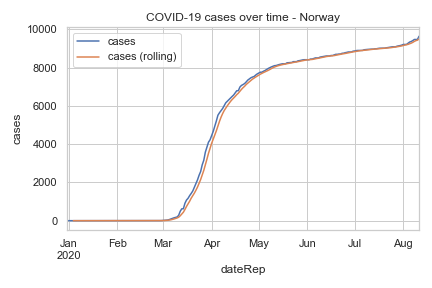 COVID-19 cases over time - Norway
cases
cases (rolling)
10000
8000
6000
4000
2000
0
cases
Jan Feb Mar Apr May Jun Jul Aug
2020
dateRep